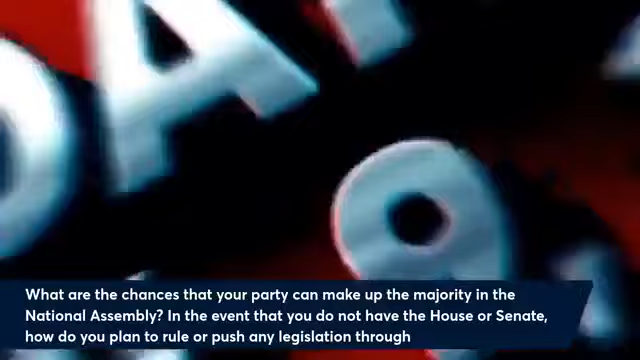 What are the chances that your party can make up the majority in the
National Assembly? In the event that you do not have the House or Senate,
how do you plan to rule or push any legislation through